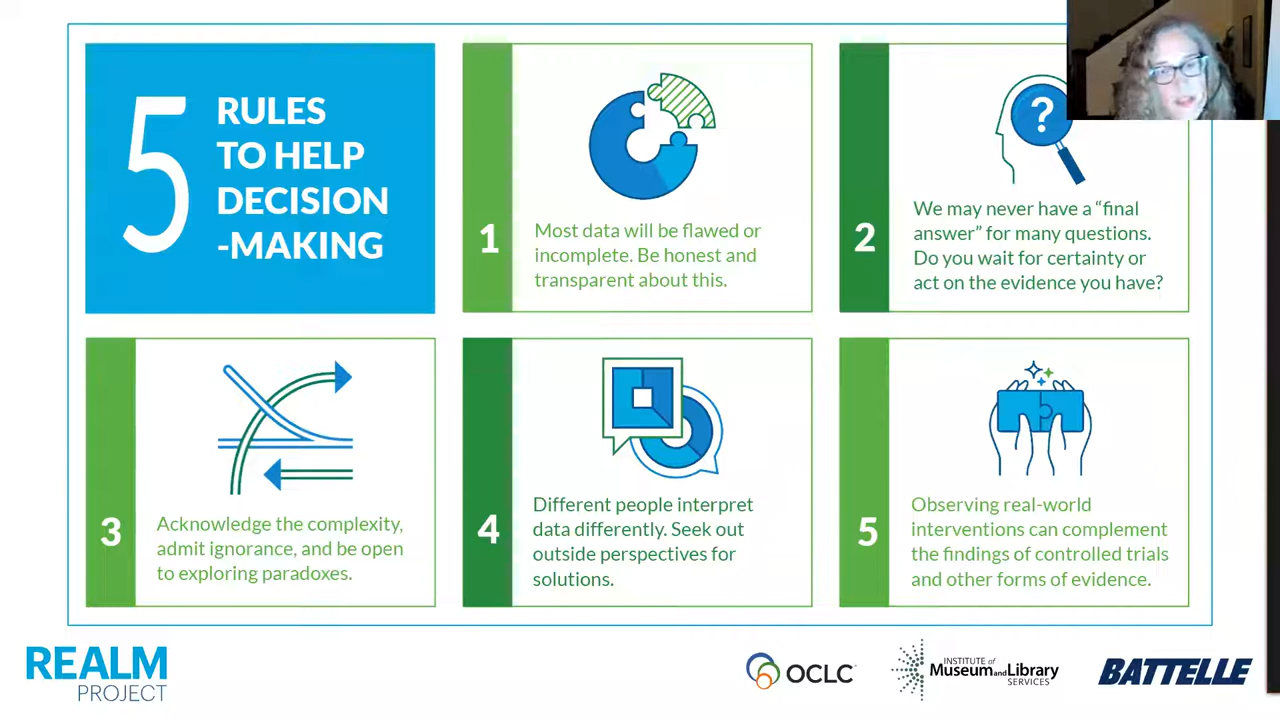 5
RULES
TO HELP
DECISION
-MAKING
1
Most data will be flawed or
incomplete. Be honest and
transparent about this.
?
2
We may never have a “final
answer” for many questions.
Do you wait for certainty or
act on the evidence you have?
3
Acknowledge the complexity,
admit ignorance, and be open
to exploring paradoxes.
4
Different people interpret
data differently. Seek out
outside perspectives for
solutions.
5
Observing real-world
interventions can complement
the findings of controlled trials
and other forms of evidence.
REALM
PROJECT
OCLC
INSTITUTE of
Museum and Library
SERVICES
BATTELLE